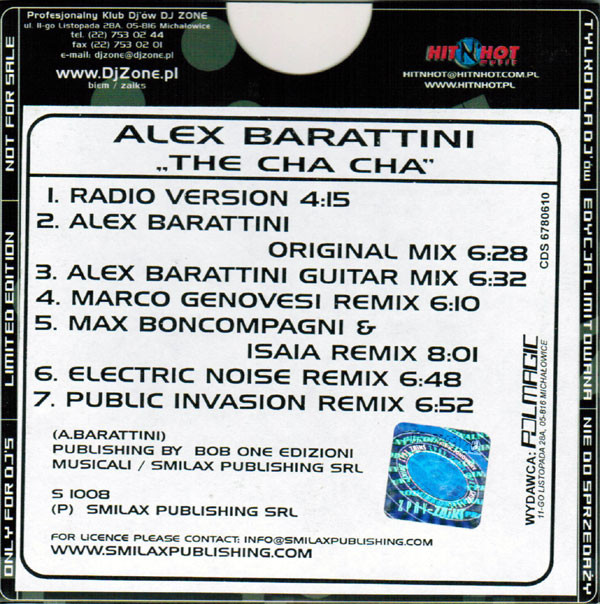 Profesjonalny Klub Dj'ów DJ ZONE
ul. II-go Listopada 28A, 05-816 Michałowice
tel. (22) 753 02 44
fax (22) 753 02 01
e-mail: djzone@djzone.pl
www.DjZone.pl
biem / zaiks
HIT'N'HOT
MUSIC
HITNHOT@HITNHOT.COM.PL
WWW.HITNHOT.PL
ONLY FOR DJ'S LIMITED EDITION NOT FOR SALE
TYLKO DLA DJ'ÓW EDYCJA LIMITOWANA NIE DO SPRZEDAŻY
ALEX BARATTINI
„THE CHA CHA”
1. RADIO VERSION 4:15
2. ALEX BARATTINI
ORIGINAL MIX 6:28
3. ALEX BARATTINI GUITAR MIX 6:32
4. MARCO GENOVESI REMIX 6:10
5. MAX BONCOMPAGNI &
ISAIA REMIX 8:01
6. ELECTRIC NOISE REMIX 6:48
7. PUBLIC INVASION REMIX 6:52
CDS 6780610
WYDAWCA: POLMAGIC
11-GO LISTOPADA 28A, 05-816 MICHAŁOWICE
(A.BARATTINI)
PUBLISHING BY BOB ONE EDIZIONI
MUSICALI / SMILAX PUBLISHING SRL
S 1008
(P) SMILAX PUBLISHING SRL
FOR LICENCE PLEASE CONTACT: INFO@SMILAXPUBLISHING.COM
WWW.SMILAXPUBLISHING.COM